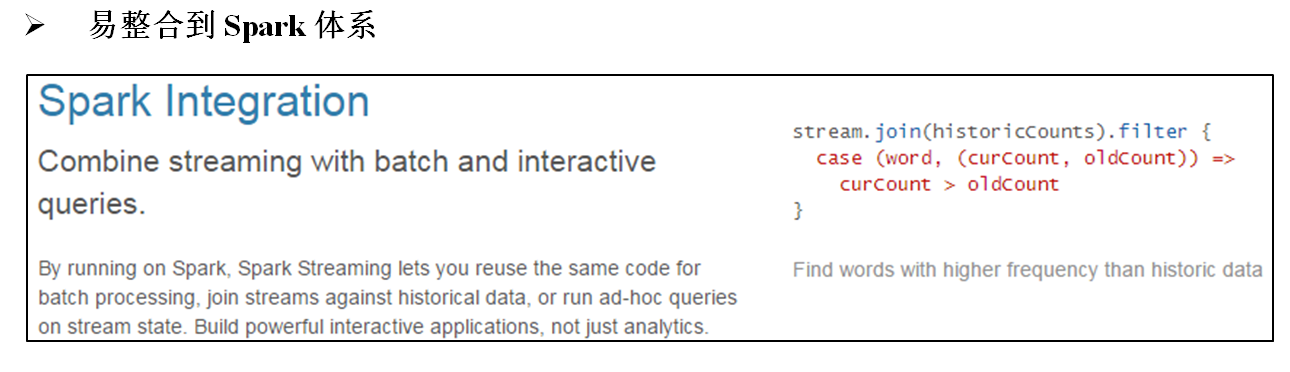 ➢ 易整合到 Spark 体系
Spark Integration
Combine streaming with batch and interactive
queries.
By running on Spark, Spark Streaming lets you reuse the same code for
batch processing, join streams against historical data, or run ad-hoc queries
on stream state. Build powerful interactive applications, not just analytics.
stream.join(historicCounts).filter {
  case (word, (curCount, oldCount)) =>
    curCount > oldCount
}
Find words with higher frequency than historic data